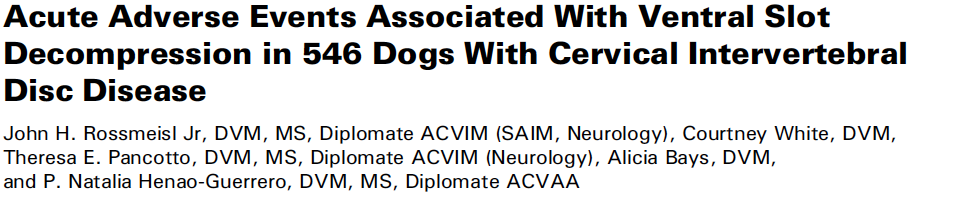 Acute Adverse Events Associated With Ventral Slot
Decompression in 546 Dogs With Cervical Intervertebral
Disc Disease
John H. Rossmeisl Jr, DVM, MS, Diplomate ACVIM (SAIM, Neurology), Courtney White, DVM,
Theresa E. Pancotto, DVM, MS, Diplomate ACVIM (Neurology), Alicia Bays, DVM,
and P. Natalia Henao-Guerrero, DVM, MS, Diplomate ACVAA